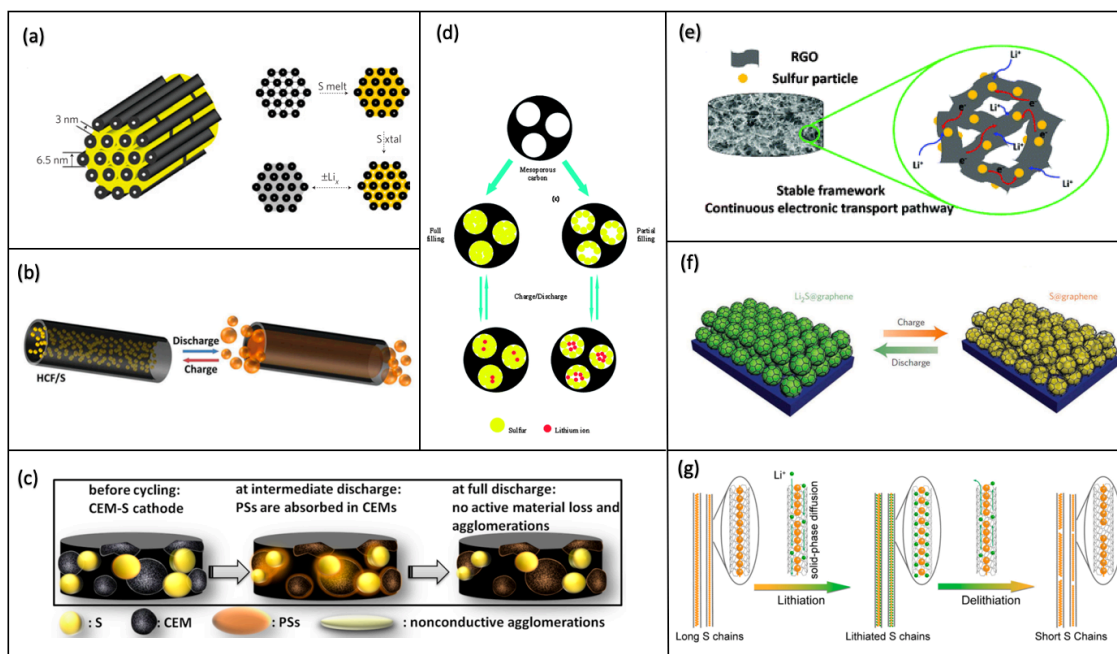 (a)
3 nm
6.5 nm
S melt
S xtal
±Liₓ
(b)
HCF/S
Discharge
Charge
(c)
before cycling:
CEM-S cathode
at intermediate discharge:
PSs are absorbed in CEMs
at full discharge:
no active material loss and
agglomerations
: S
: CEM
: PSs
: nonconductive agglomerations
(d)
Mesoporous
carbon
(c)
Full
filling
Partial
filling
Charge/Discharge
Sulfur
Lithium ion
(e)
RGO
Sulfur particle
Li⁺
Li⁺
Li⁺
Li⁺
Li⁺
e⁻
e⁻
e⁻
e⁻
Stable framework
Continuous electronic transport pathway
(f)
Li₂S@graphene
S@graphene
Charge
Discharge
(g)
Li⁺
solid-phase diffusion
Lithiation
Delithiation
Long S chains
Lithiated S chains
Short S chains